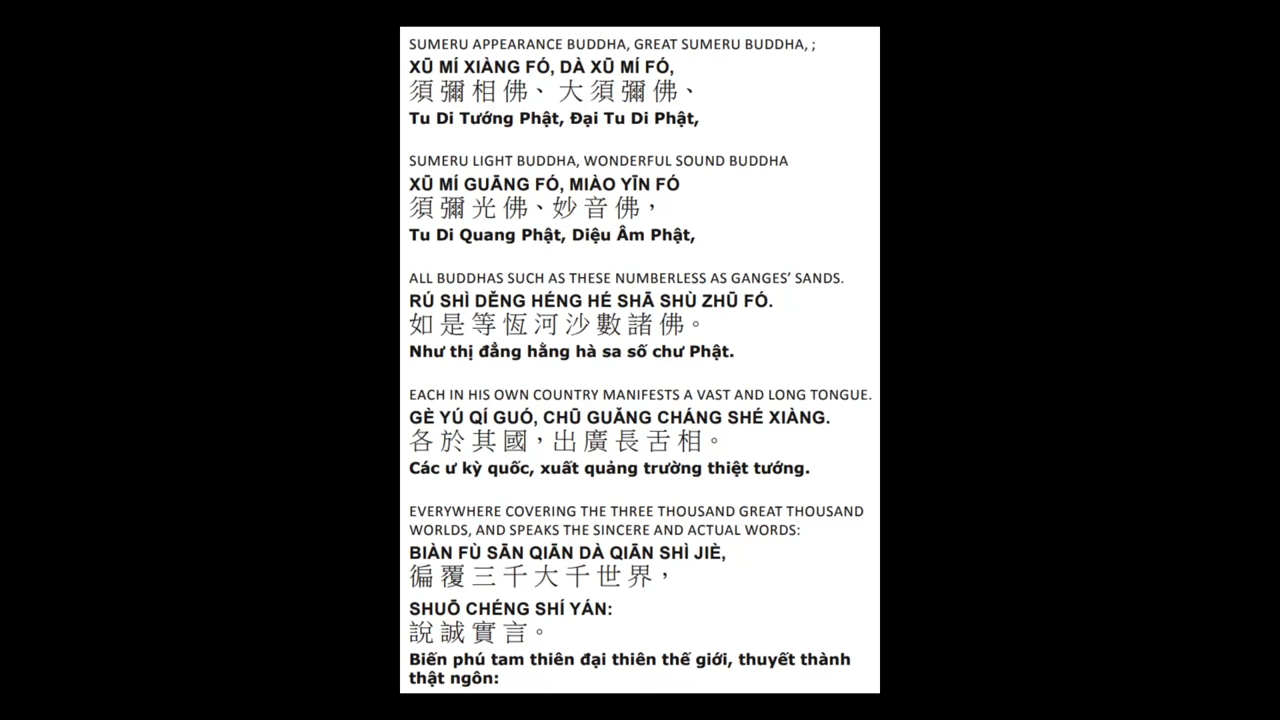 SUMERU APPEARANCE BUDDHA, GREAT SUMERU BUDDHA, ;
XŪ MÍ XIÀNG FÓ, DÀ XŪ MÍ FÓ,
須彌相佛、大須彌佛、
Tu Di Tướng Phật, Đại Tu Di Phật,
SUMERU LIGHT BUDDHA, WONDERFUL SOUND BUDDHA
XŪ MÍ GUĀNG FÓ, MIÀO YĪN FÓ
須彌光佛、妙音佛，
Tu Di Quang Phật, Diệu Âm Phật,
ALL BUDDHAS SUCH AS THESE NUMBERLESS AS GANGES’ SANDS.
RÚ SHÌ DĚNG HÉNG HÉ SHĀ SHÙ ZHŪ FÓ.
如是等恆河沙數諸佛。
Như thị đẳng hằng hà sa số chư Phật.
EACH IN HIS OWN COUNTRY MANIFESTS A VAST AND LONG TONGUE.
GÈ YÚ QÍ GUÓ, CHŪ GUĂNG CHÁNG SHÉ XIÀNG.
各於其國，出廣長舌相。
Các ư kỳ quốc, xuất quảng trường thiệt tướng.
EVERYWHERE COVERING THE THREE THOUSAND GREAT THOUSAND
WORLDS, AND SPEAKS THE SINCERE AND ACTUAL WORDS:
BIÀN FÙ SĀN QIĀN DÀ QIĀN SHÌ JIÈ,
徧覆三千大千世界，
SHUŌ CHÉNG SHÍ YÁN:
說誠實言。
Biến phú tam thiên đại thiên thế giới, thuyết thành
thật ngôn: